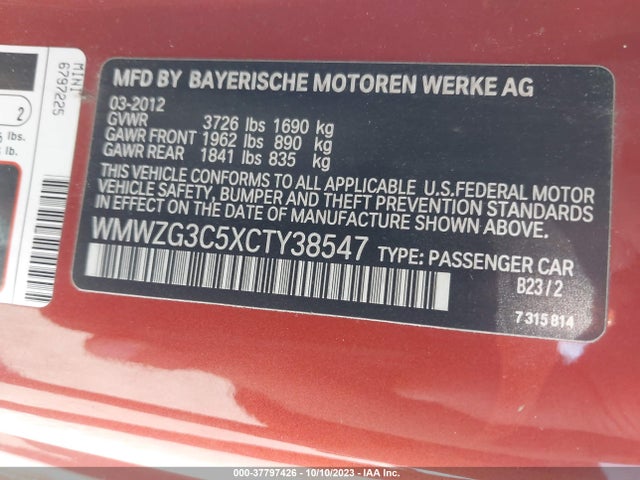 MINI
6797225
2
lbs.
lbs.
MFD BY BAYERISCHE MOTOREN WERKE AG
03-2012
GVWR 3726 lbs 1690 kg
GAWR FRONT 1962 lbs 890 kg
GAWR REAR 1841 lbs 835 kg
THIS VEHICLE CONFORMS TO ALL APPLICABLE U.S.FEDERAL MOTOR
VEHICLE SAFETY, BUMPER AND THEFT PREVENTION STANDARDS
IN EFFECT ON THE DATE OF MANUFACTURE SHOWN ABOVE.
WMWZG3C5XCTY38547 TYPE: PASSENGER CAR
B23/2
7 315 814
000-37797426 - 10/10/2023 - IAA Inc.